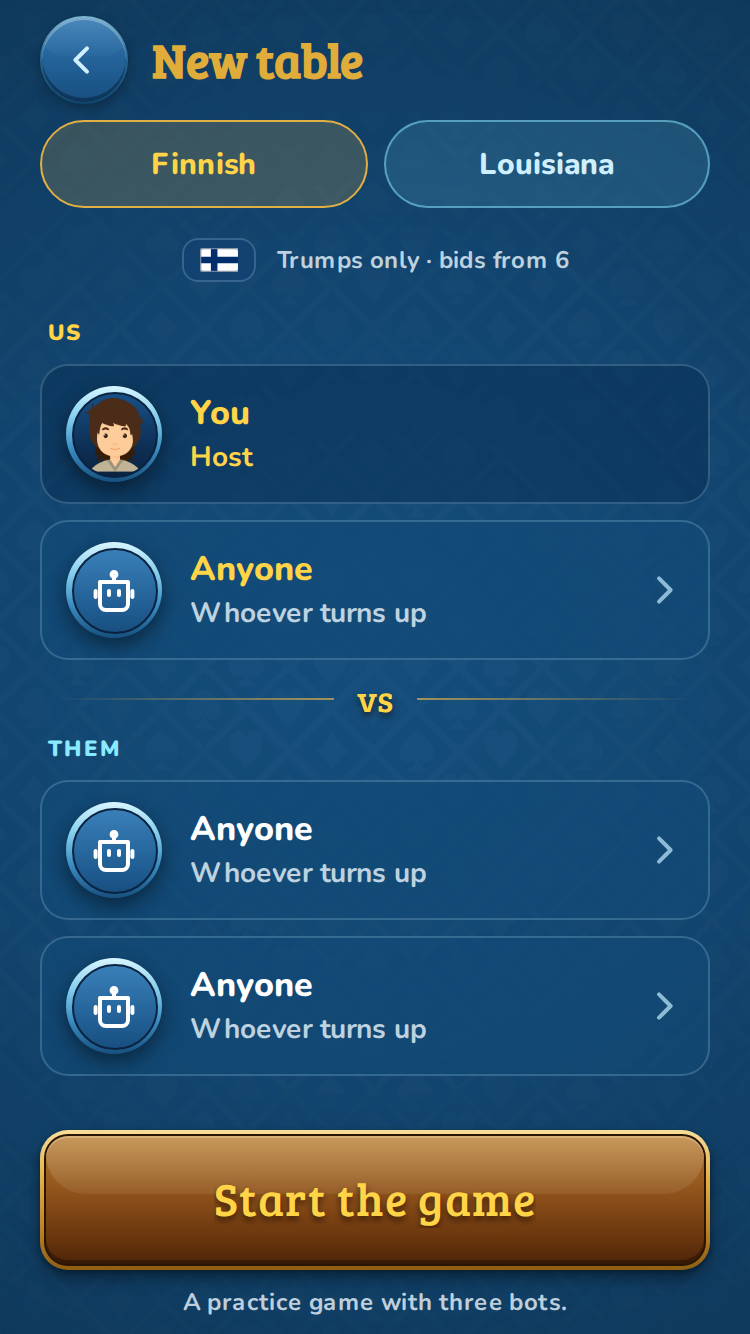 New table
Finnish
Louisiana
Trumps only · bids from 6
US
You
Host
Anyone
Whoever turns up
VS
THEM
Anyone
Whoever turns up
Anyone
Whoever turns up
Start the game
A practice game with three bots.